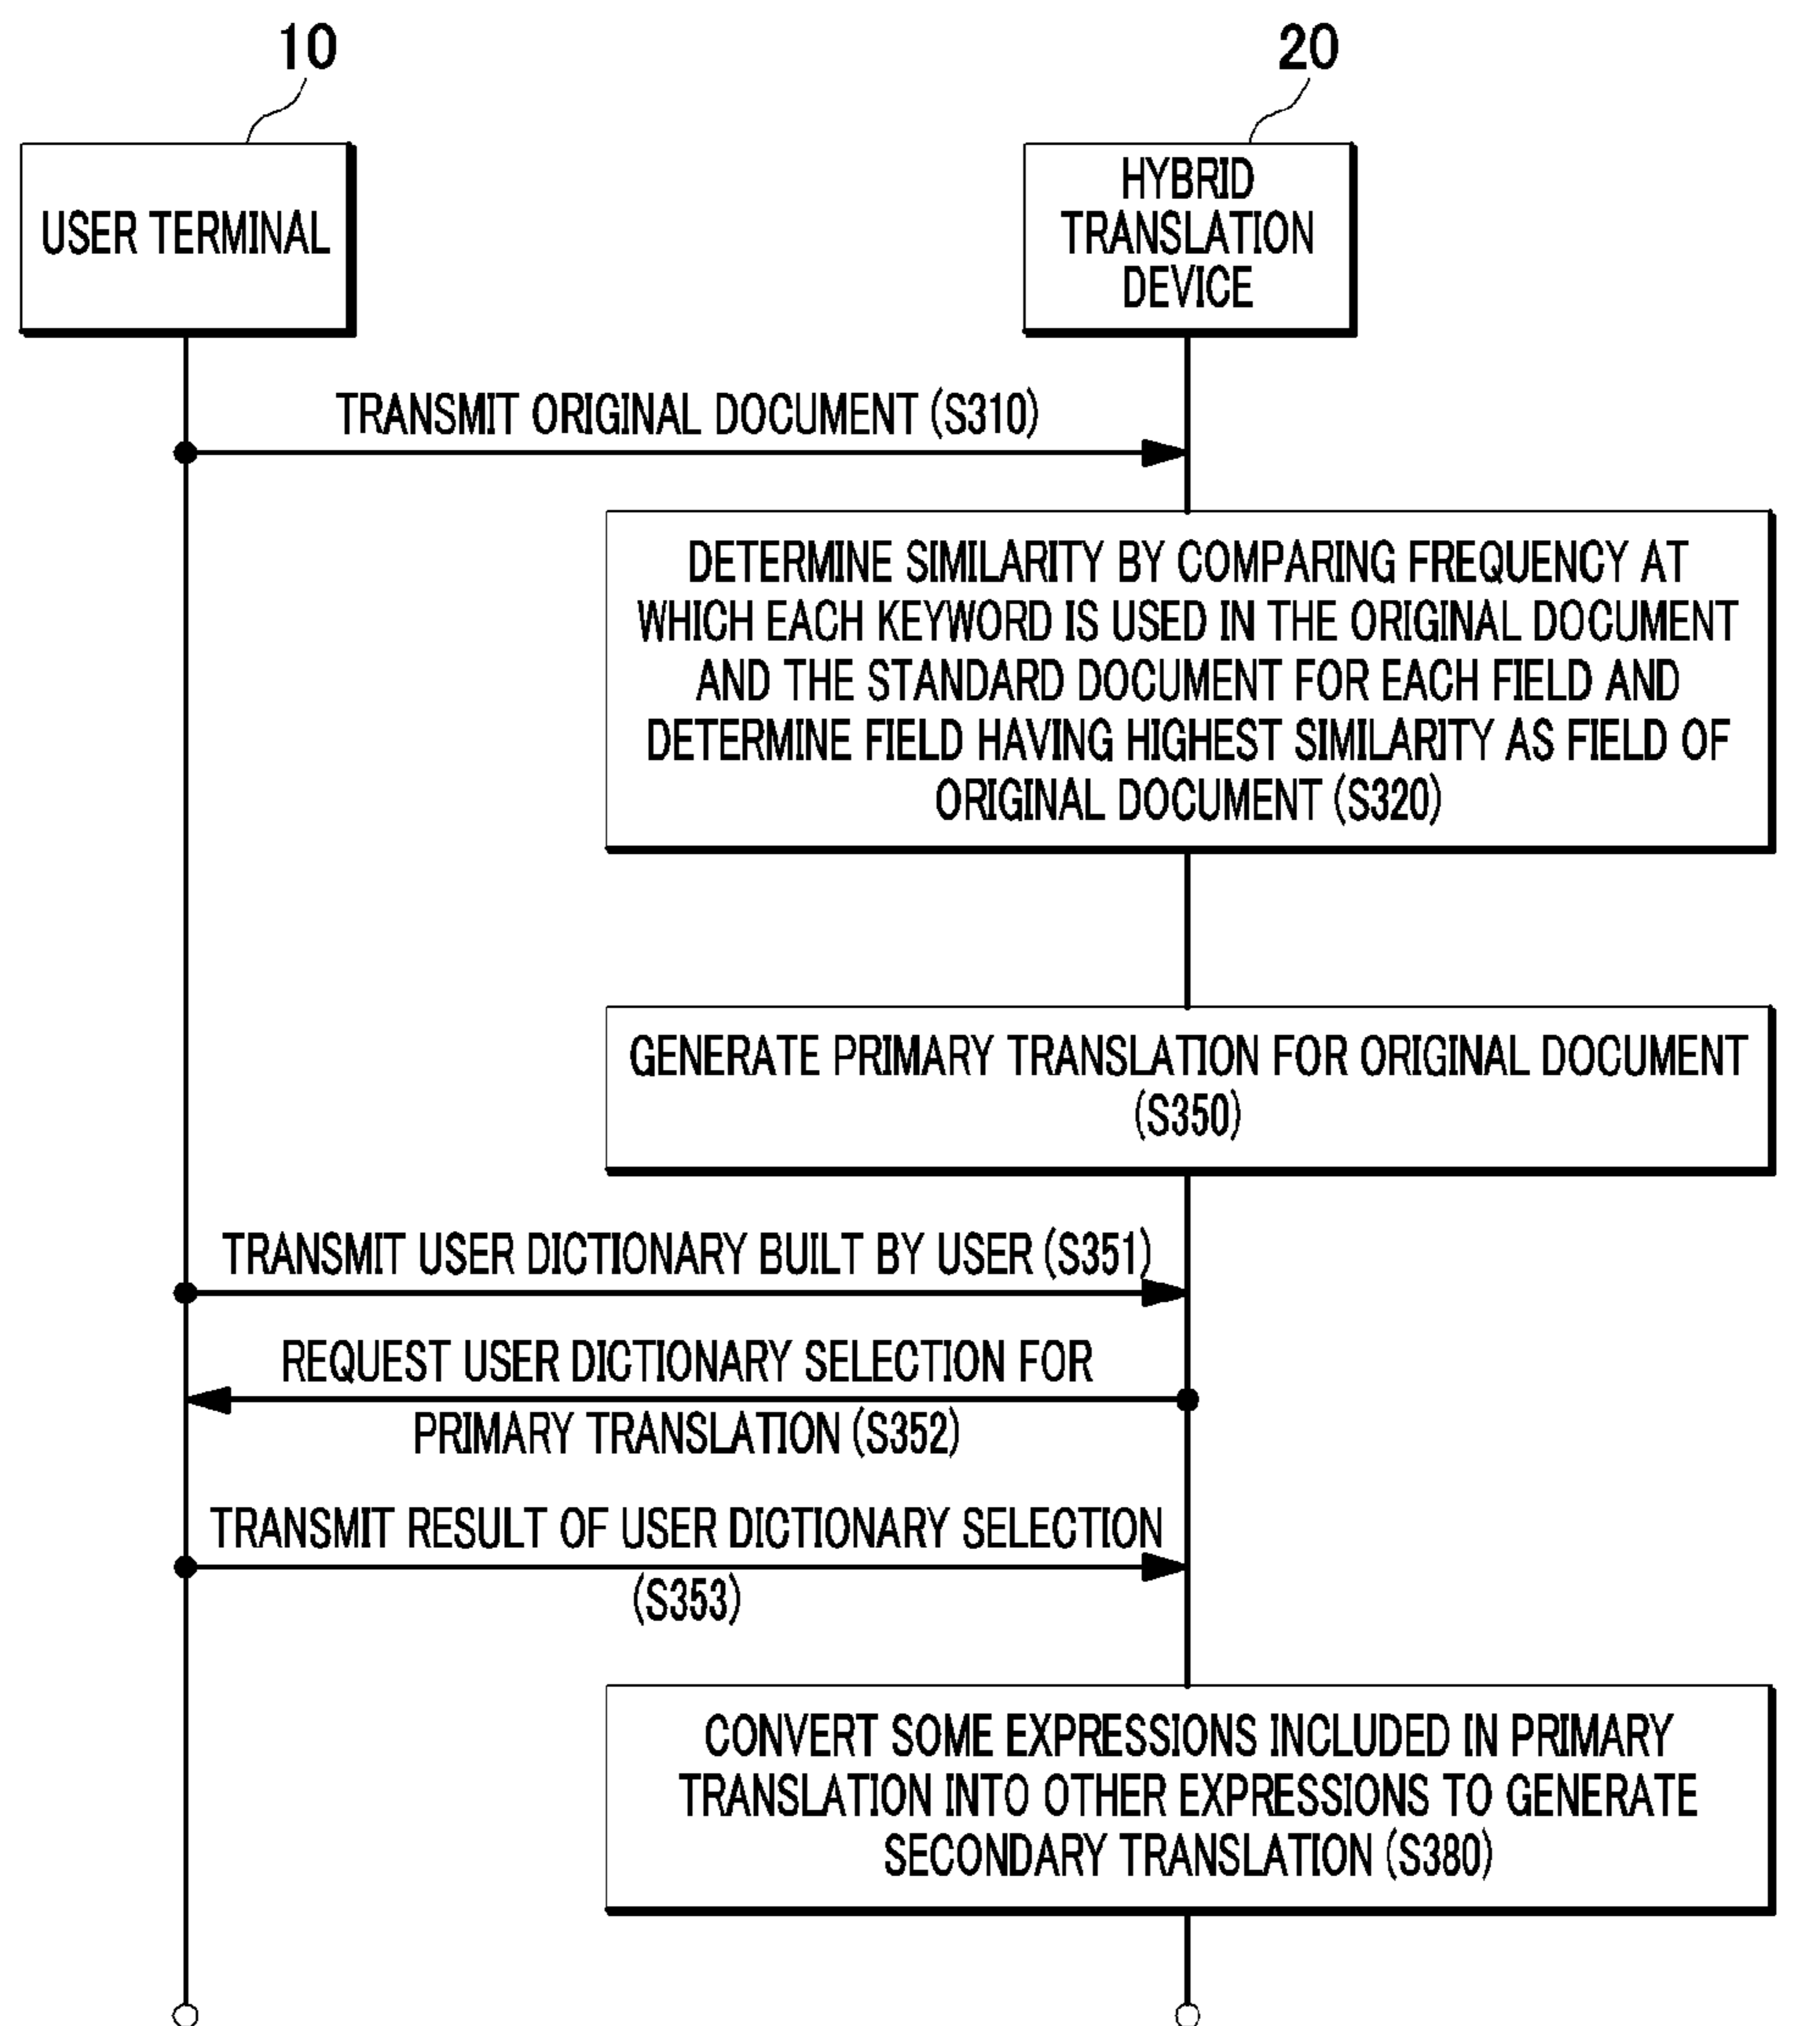 10
20
USER TERMINAL
HYBRID
TRANSLATION
DEVICE
TRANSMIT ORIGINAL DOCUMENT (S310)
DETERMINE SIMILARITY BY COMPARING FREQUENCY AT
WHICH EACH KEYWORD IS USED IN THE ORIGINAL DOCUMENT
AND THE STANDARD DOCUMENT FOR EACH FIELD AND
DETERMINE FIELD HAVING HIGHEST SIMILARITY AS FIELD OF
ORIGINAL DOCUMENT (S320)
GENERATE PRIMARY TRANSLATION FOR ORIGINAL DOCUMENT
(S350)
TRANSMIT USER DICTIONARY BUILT BY USER (S351)
REQUEST USER DICTIONARY SELECTION FOR
PRIMARY TRANSLATION (S352)
TRANSMIT RESULT OF USER DICTIONARY SELECTION
(S353)
CONVERT SOME EXPRESSIONS INCLUDED IN PRIMARY
TRANSLATION INTO OTHER EXPRESSIONS TO GENERATE
SECONDARY TRANSLATION (S380)